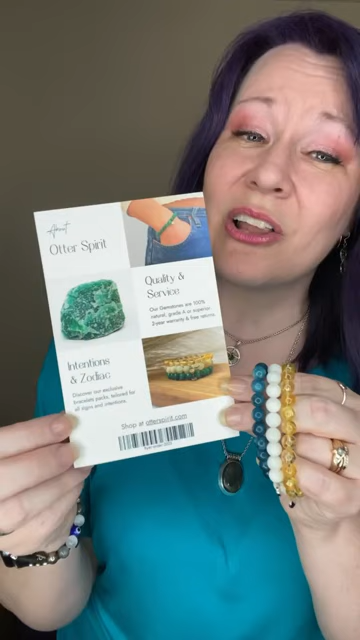 About
Otter Spirit
Quality &
Service
Our Gemstones are 100%
natural, grade A or superior.
2-year warranty & free returns.
Intentions
& Zodiac
Discover our exclusive
bracelets packs, tailored for
all signs and intentions.
Shop at otterspirit.com